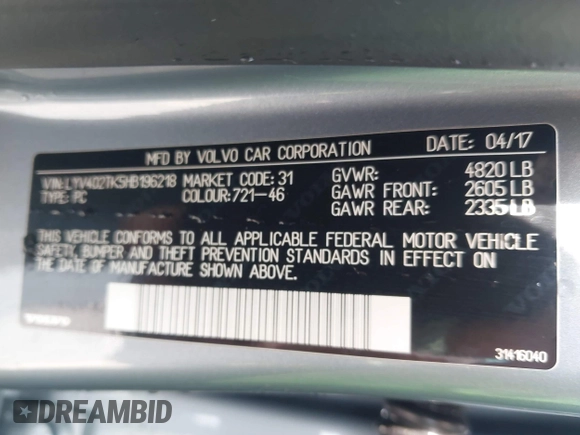 MFD BY VOLVO CAR CORPORATION DATE: 04/17
VIN: LYV402TK5HB196218 MARKET CODE: 31 GVWR: 4820 LB
TYPE: PC COLOUR: 721-46 GAWR FRONT: 2605 LB
GAWR REAR: 2335 LB
THIS VEHICLE CONFORMS TO ALL APPLICABLE FEDERAL MOTOR VEHICLE
SAFETY, BUMPER AND THEFT PREVENTION STANDARDS IN EFFECT ON
THE DATE OF MANUFACTURE SHOWN ABOVE.
VOLVO
31416040
DREAMBID